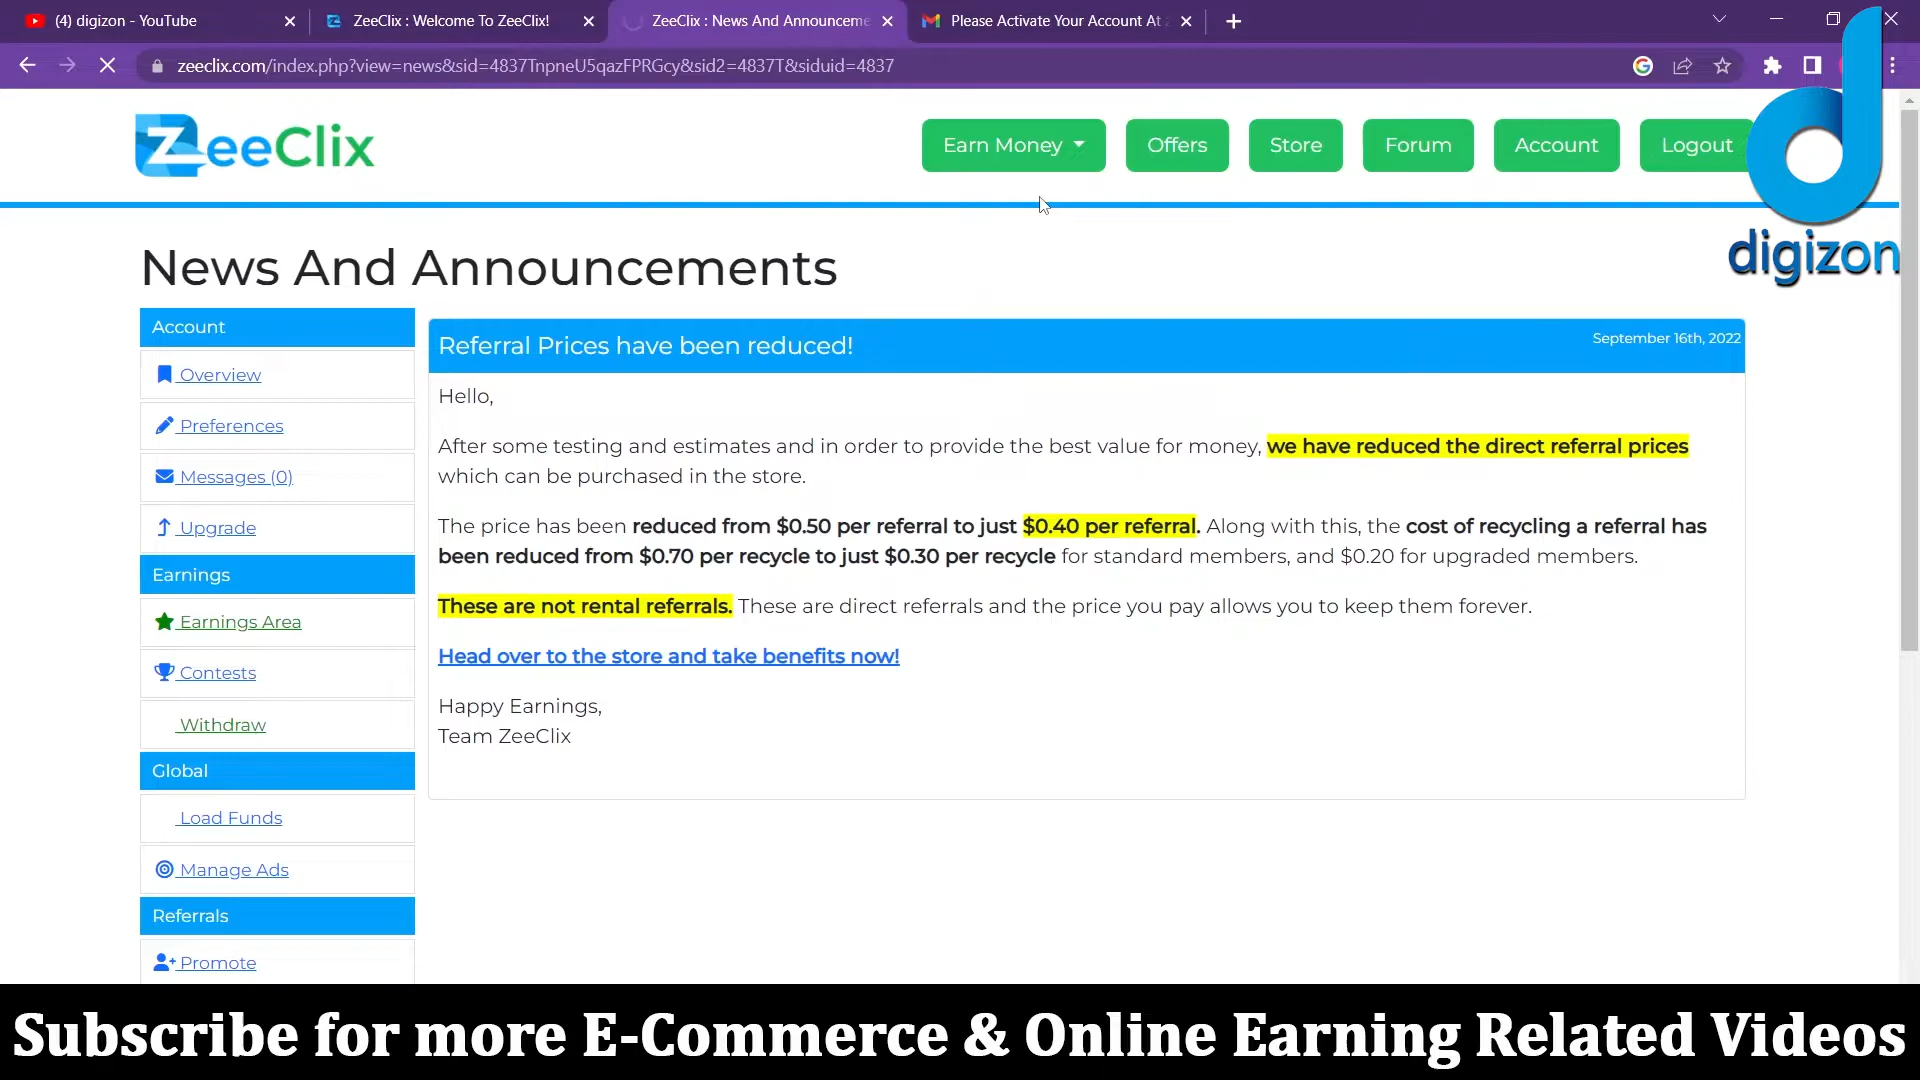 (4) digizon - YouTube
ZeeClix : Welcome To ZeeClix!
ZeeClix : News And Announceme
Please Activate Your Account At
zeeclix.com/index.php?view=news&sid=4837TnpneU5qazFPRGcy&sid2=4837T&siduid=4837
ZeeClix
Earn Money
Offers
Store
Forum
Account
Logout
digizon
News And Announcements
Account
Overview
Preferences
Messages (0)
Upgrade
Earnings
Earnings Area
Contests
Withdraw
Global
Load Funds
Manage Ads
Referrals
Promote
Referral Prices have been reduced!
September 16th, 2022
Hello,
After some testing and estimates and in order to provide the best value for money, we have reduced the direct referral prices
which can be purchased in the store.
The price has been reduced from $0.50 per referral to just $0.40 per referral. Along with this, the cost of recycling a referral has
been reduced from $0.70 per recycle to just $0.30 per recycle for standard members, and $0.20 for upgraded members.
These are not rental referrals. These are direct referrals and the price you pay allows you to keep them forever.
Head over to the store and take benefits now!
Happy Earnings,
Team ZeeClix
Subscribe for more E-Commerce & Online Earning Related Videos